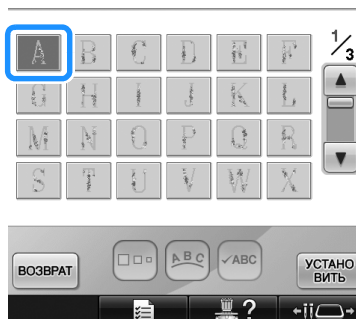 A B C D E F
1/3
G H I J K L
M N O P Q R
S T U V W X
ВОЗВРАТ
ABC
✓ABC
УСТАНО
ВИТЬ
?